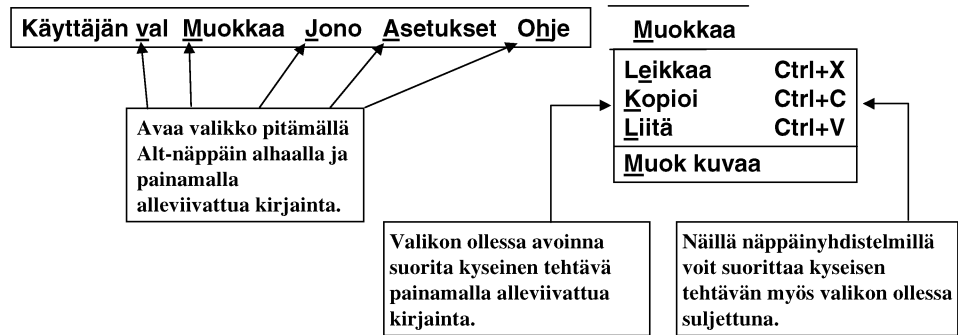 Käyttäjän val Muokkaa Jono Asetukset Ohje
Muokkaa
Leikkaa Ctrl+X
Kopioi Ctrl+C
Liitä Ctrl+V
Muok kuvaa
Avaa valikko pitämällä
Alt-näppäin alhaalla ja
painamalla
alleviivattua kirjainta.
Valikon ollessa avoinna
suorita kyseinen tehtävä
painamalla alleviivattua
kirjainta.
Näillä näppäinyhdistelmillä
voit suorittaa kyseisen
tehtävän myös valikon ollessa
suljettuna.